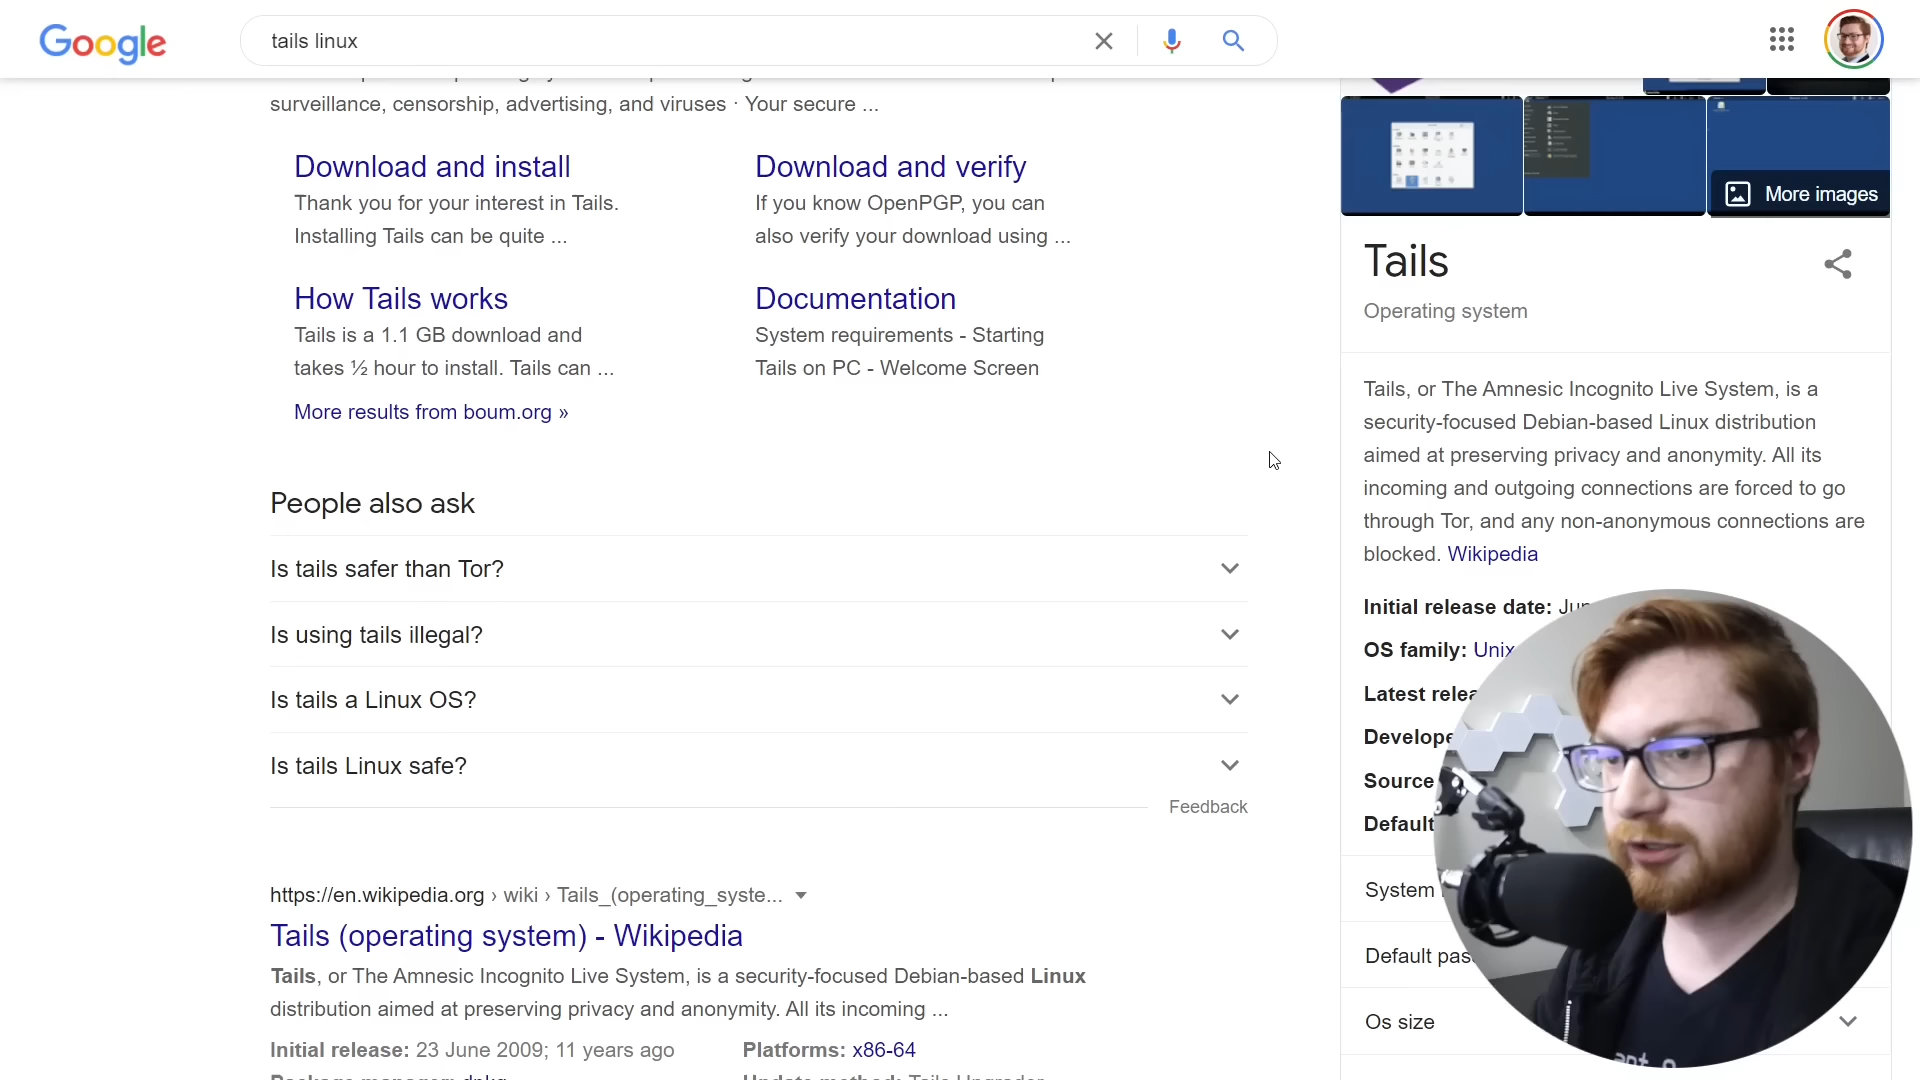 Google
tails linux
surveillance, censorship, advertising, and viruses · Your secure ...
Download and install
Thank you for your interest in Tails.
Installing Tails can be quite ...
Download and verify
If you know OpenPGP, you can
also verify your download using ...
How Tails works
Tails is a 1.1 GB download and
takes ½ hour to install. Tails can ...
Documentation
System requirements - Starting
Tails on PC - Welcome Screen
More results from boum.org »
People also ask
Is tails safer than Tor?
Is using tails illegal?
Is tails a Linux OS?
Is tails Linux safe?
Feedback
https://en.wikipedia.org › wiki › Tails_(operating_syste...
Tails (operating system) - Wikipedia
Tails, or The Amnesic Incognito Live System, is a security-focused Debian-based Linux
distribution aimed at preserving privacy and anonymity. All its incoming ...
Initial release: 23 June 2009; 11 years ago
Platforms: x86-64
More images
Tails
Operating system
Tails, or The Amnesic Incognito Live System, is a
security-focused Debian-based Linux distribution
aimed at preserving privacy and anonymity. All its
incoming and outgoing connections are forced to go
through Tor, and any non-anonymous connections are
blocked. Wikipedia
Initial release date:
OS family: Unix
Latest
Source
Default
System
Default
Os size